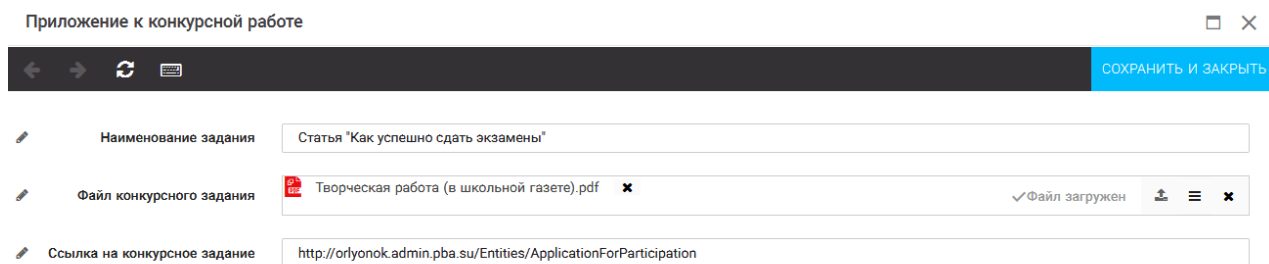 Приложение к конкурсной работе
СОХРАНИТЬ И ЗАКРЫТЬ
Наименование задания Статья "Как успешно сдать экзамены"
Файл конкурсного задания Творческая работа (в школьной газете).pdf Файл загружен
Ссылка на конкурсное задание http://orlyonok.admin.pba.su/Entities/ApplicationForParticipation